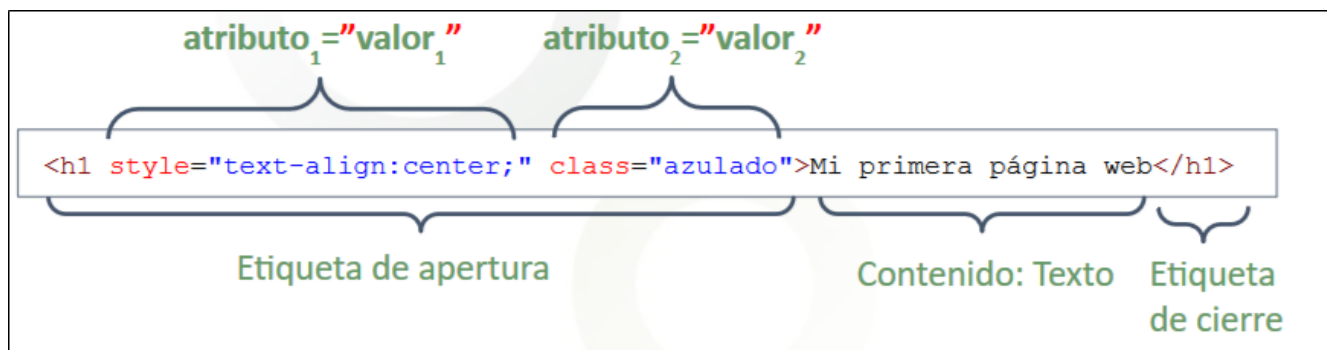 atributo1="valor1" atributo2="valor2"
<h1 style="text-align:center;" class="azulado">Mi primera página web</h1>
Etiqueta de apertura Contenido: Texto Etiqueta
de cierre